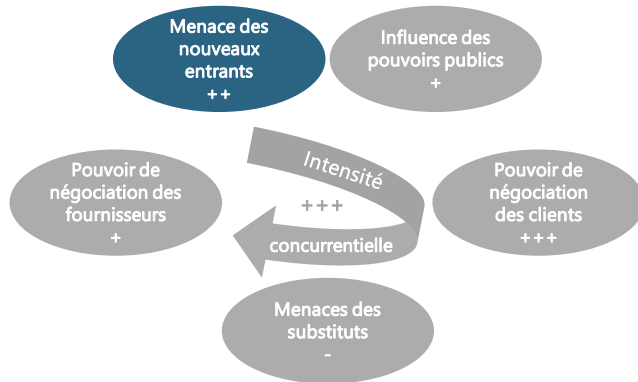 Menace des
nouveaux
entrants
++
Influence des
pouvoirs publics
+
Pouvoir de
négociation des
fournisseurs
+
Intensité
+++
concurrentielle
Pouvoir de
négociation
des clients
+++
Menaces des
substituts
-